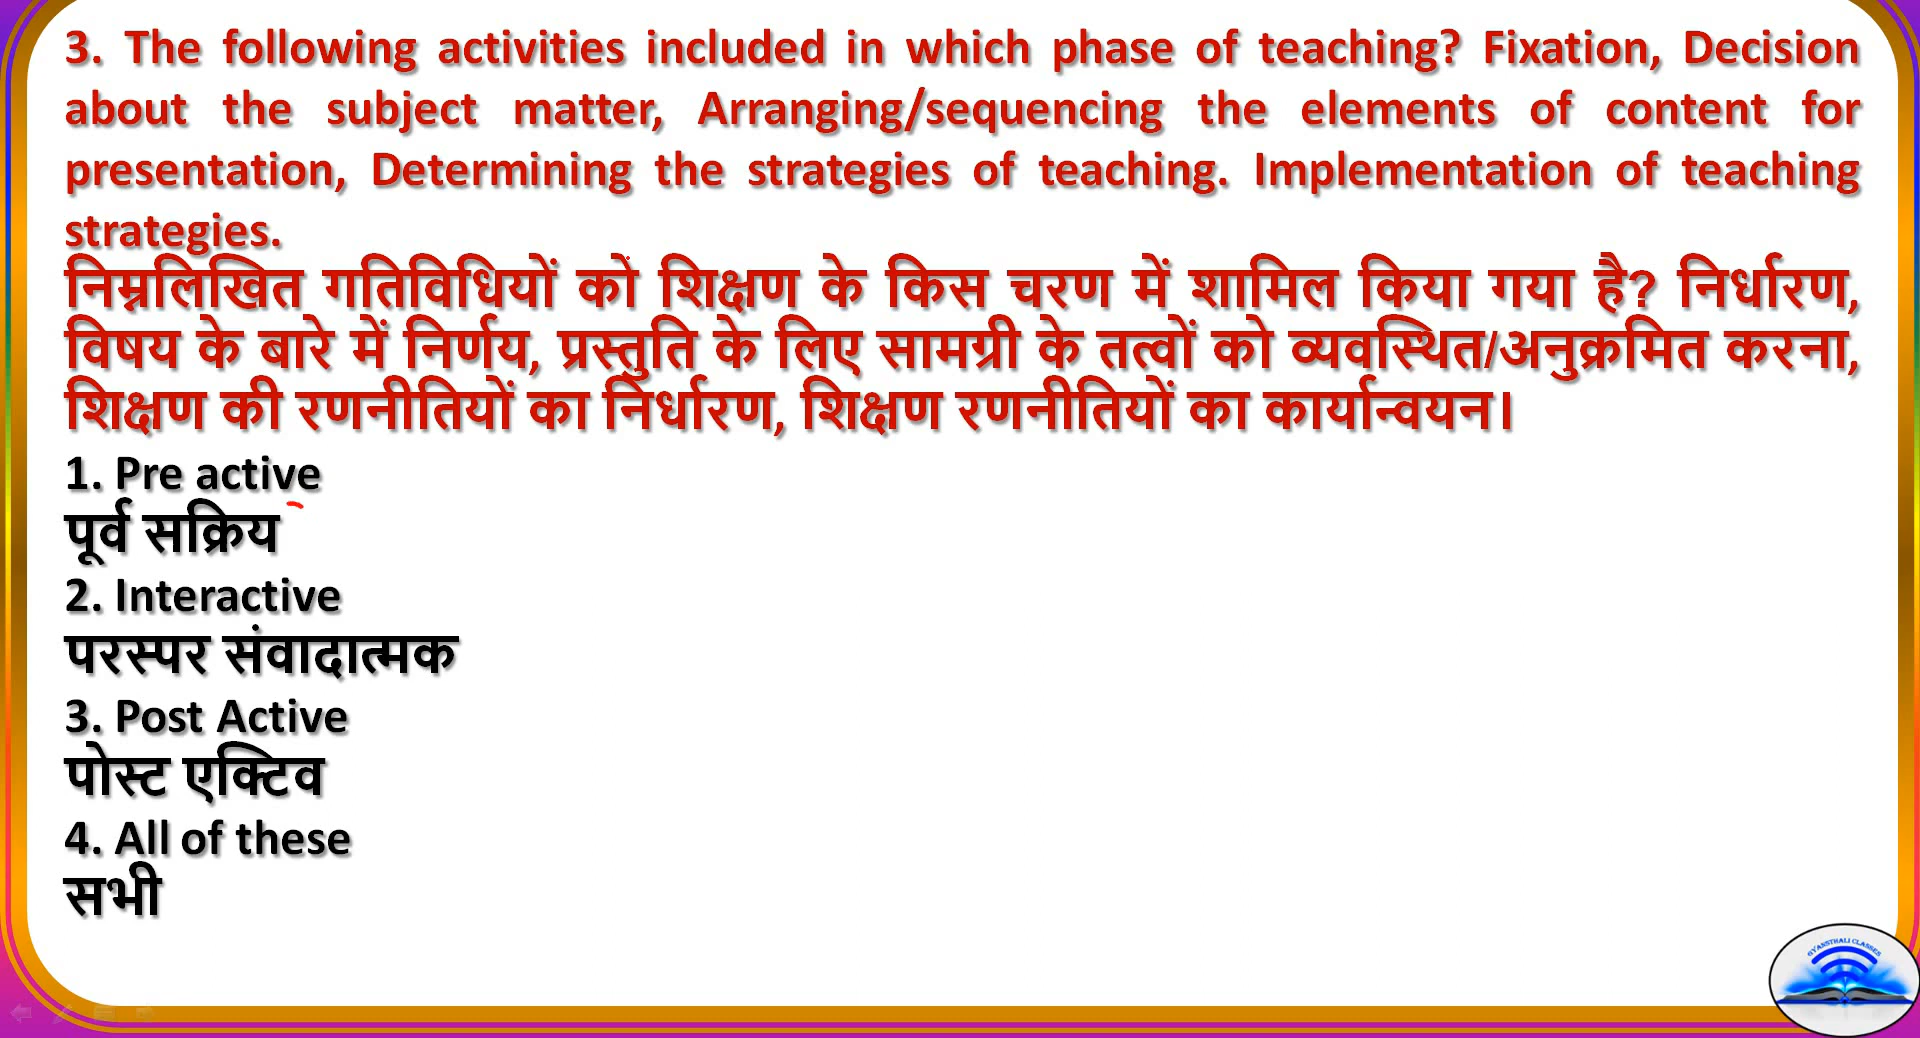 3. The following activities included in which phase of teaching? Fixation, Decision
about the subject matter, Arranging/sequencing the elements of content for
presentation, Determining the strategies of teaching. Implementation of teaching
strategies.
निम्नलिखित गतिविधियों को शिक्षण के किस चरण में शामिल किया गया है? निर्धारण,
विषय के बारे में निर्णय, प्रस्तुति के लिए सामग्री के तत्वों को व्यवस्थित/अनुक्रमित करना,
शिक्षण की रणनीतियों का निर्धारण, शिक्षण रणनीतियों का कार्यान्वयन।
1. Pre active
पूर्व सक्रिय
2. Interactive
परस्पर संवादात्मक
3. Post Active
पोस्ट एक्टिव
4. All of these
सभी
GYANSTHALI CLASSES